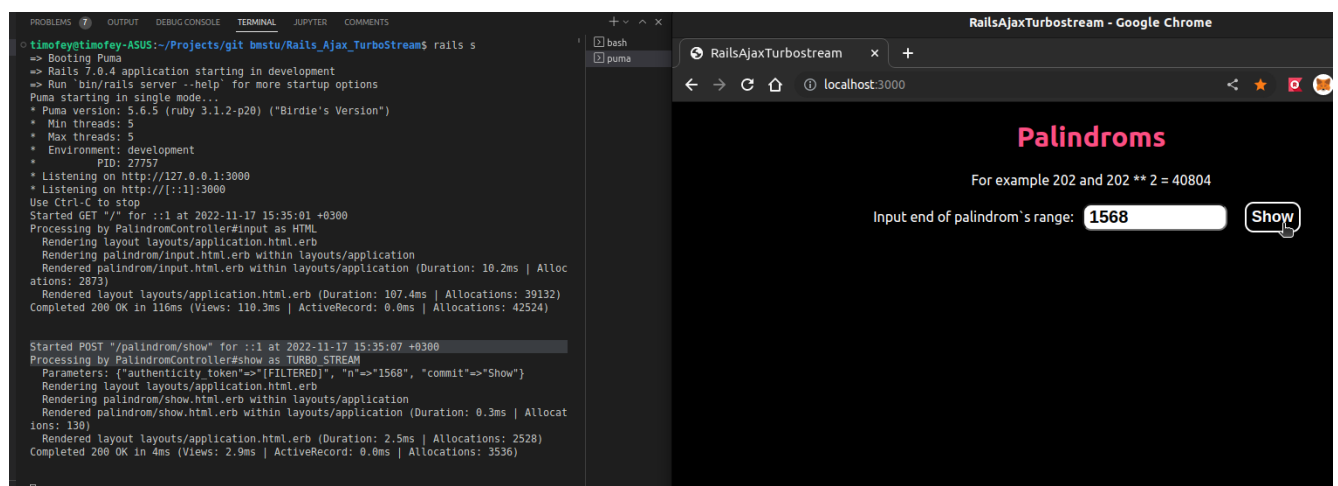 PROBLEMS 7 OUTPUT DEBUG CONSOLE TERMINAL JUPYTER COMMENTS
timofey@timofey-ASUS:~/Projects/git bmstu/Rails_Ajax_TurboStream$ rails s
=> Booting Puma
=> Rails 7.0.4 application starting in development
=> Run `bin/rails server --help` for more startup options
Puma starting in single mode...
* Puma version: 5.6.5 (ruby 3.1.2-p20) ("Birdie's Version")
*  Min threads: 5
*  Max threads: 5
*  Environment: development
*          PID: 27757
* Listening on http://127.0.0.1:3000
* Listening on http://[::1]:3000
Use Ctrl-C to stop
Started GET "/" for ::1 at 2022-11-17 15:35:01 +0300
Processing by PalindromController#input as HTML
  Rendering layout layouts/application.html.erb
  Rendering palindrom/input.html.erb within layouts/application
  Rendered palindrom/input.html.erb within layouts/application (Duration: 10.2ms | Alloc
ations: 2873)
  Rendered layout layouts/application.html.erb (Duration: 107.4ms | Allocations: 39132)
Completed 200 OK in 116ms (Views: 110.3ms | ActiveRecord: 0.0ms | Allocations: 42524)
Started POST "/palindrom/show" for ::1 at 2022-11-17 15:35:07 +0300
Processing by PalindromController#show as TURBO_STREAM
  Parameters: {"authenticity_token"=>"[FILTERED]", "n"=>"1568", "commit"=>"Show"}
  Rendering layout layouts/application.html.erb
  Rendering palindrom/show.html.erb within layouts/application
  Rendered palindrom/show.html.erb within layouts/application (Duration: 0.3ms | Allocat
ions: 130)
  Rendered layout layouts/application.html.erb (Duration: 2.5ms | Allocations: 2528)
Completed 200 OK in 4ms (Views: 2.9ms | ActiveRecord: 0.0ms | Allocations: 3536)
bash
puma
RailsAjaxTurbostream - Google Chrome
RailsAjaxTurbostream
localhost:3000
Palindroms
For example 202 and 202 ** 2 = 40804
Input end of palindrom`s range: 1568 Show